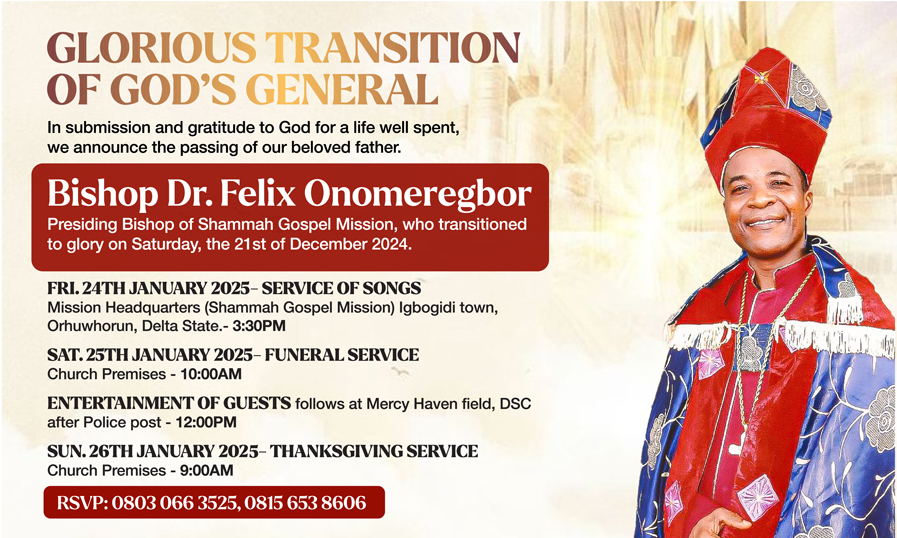 GLORIOUS TRANSITION
OF GOD'S GENERAL
In submission and gratitude to God for a life well spent,
we announce the passing of our beloved father.
Bishop Dr. Felix Onomeregbor
Presiding Bishop of Shammah Gospel Mission, who transitioned
to glory on Saturday, the 21st of December 2024.
FRI. 24TH JANUARY 2025– SERVICE OF SONGS
Mission Headquarters (Shammah Gospel Mission) Igbogidi town,
Orhuwhorun, Delta State.- 3:30PM
SAT. 25TH JANUARY 2025– FUNERAL SERVICE
Church Premises - 10:00AM
ENTERTAINMENT OF GUESTS follows at Mercy Haven field, DSC
after Police post - 12:00PM
SUN. 26TH JANUARY 2025– THANKSGIVING SERVICE
Church Premises - 9:00AM
RSVP: 0803 066 3525, 0815 653 8606